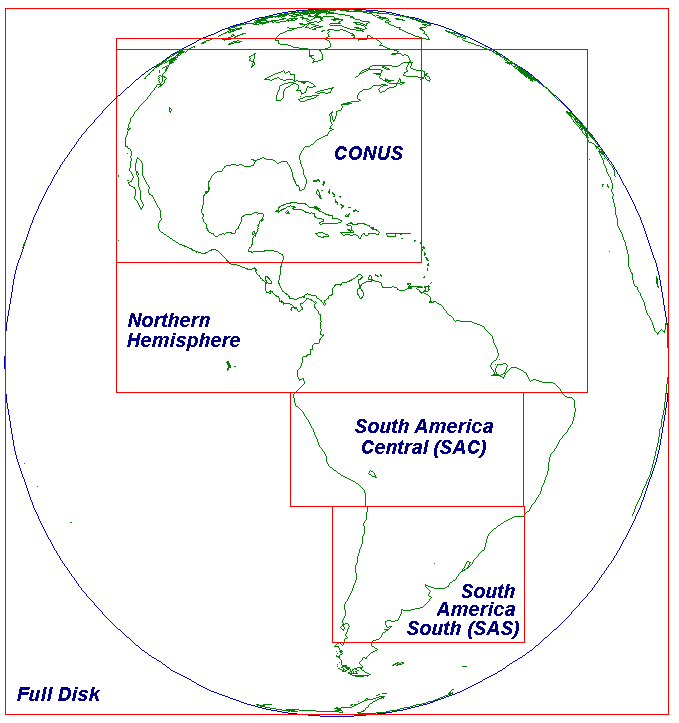 CONUS
Northern
Hemisphere
South America
Central (SAC)
South
America
South (SAS)
Full Disk